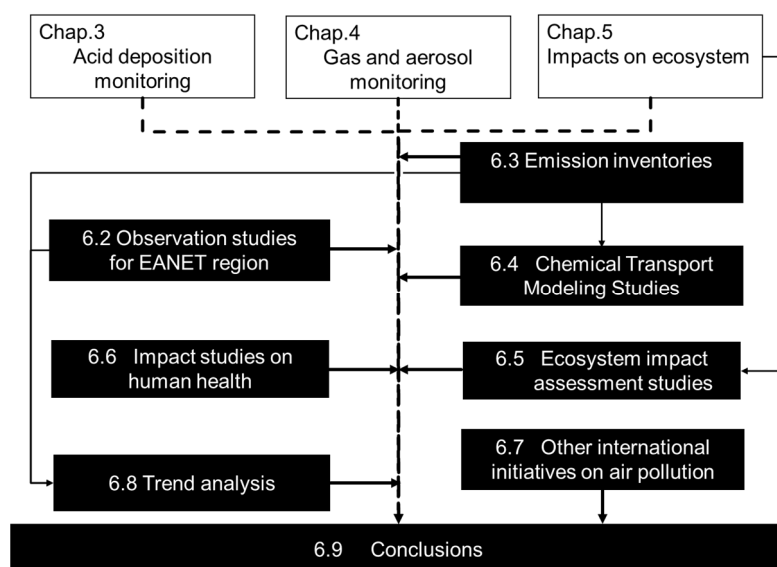 Chap.3
Acid deposition
monitoring
Chap.4
Gas and aerosol
monitoring
Chap.5
Impacts on ecosystem
6.3 Emission inventories
6.2 Observation studies
for EANET region
6.4 Chemical Transport
Modeling Studies
6.6 Impact studies on
human health
6.5 Ecosystem impact
assessment studies
6.7 Other international
initiatives on air pollution
6.8 Trend analysis
6.9 Conclusions